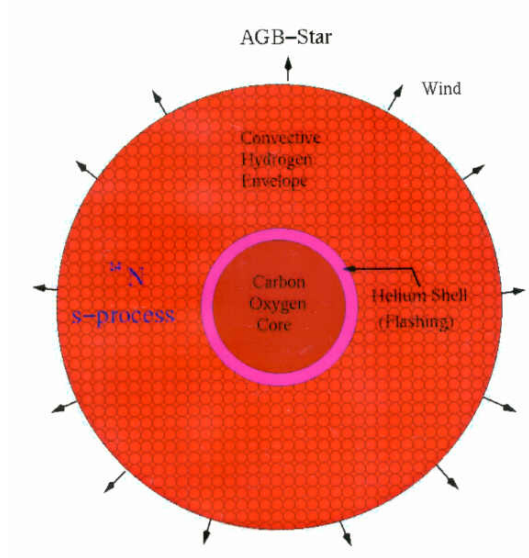 AGB–Star
Wind
Convective
Hydrogen
Envelope
N
s–process
Carbon
Oxygen
Core
Helium Shell
(Flashing)